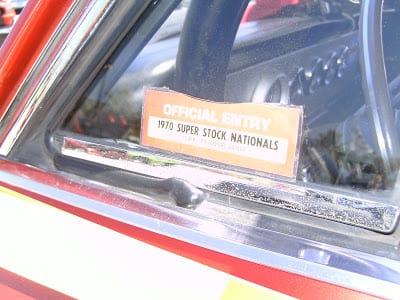 OFFICIAL ENTRY
1970 SUPER STOCK NATIONALS